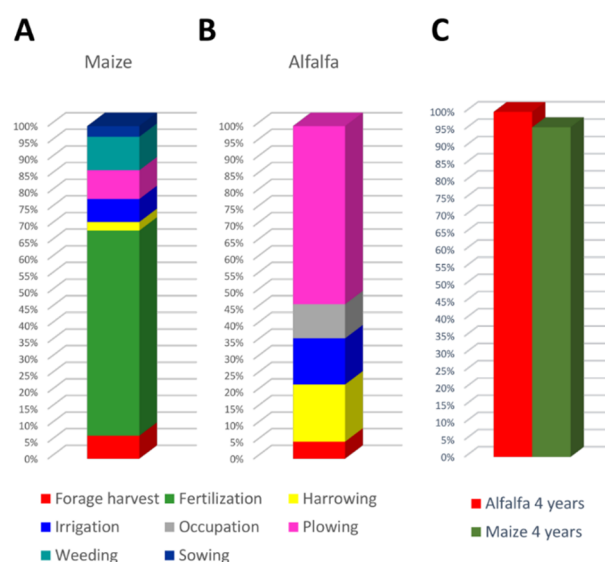 A B C
Maize Alfalfa
100% 100% 100%
95% 95% 95%
90% 90% 90%
85% 85% 85%
80% 80% 80%
75% 75% 75%
70% 70% 70%
65% 65% 65%
60% 60% 60%
55% 55% 55%
50% 50% 50%
45% 45% 45%
40% 40% 40%
35% 35% 35%
30% 30% 30%
25% 25% 25%
20% 20% 20%
15% 15% 15%
10% 10% 10%
5% 5% 5%
0% 0% 0%
Forage harvest Fertilization Harrowing
Irrigation Occupation Plowing
Weeding Sowing
Alfalfa 4 years
Maize 4 years